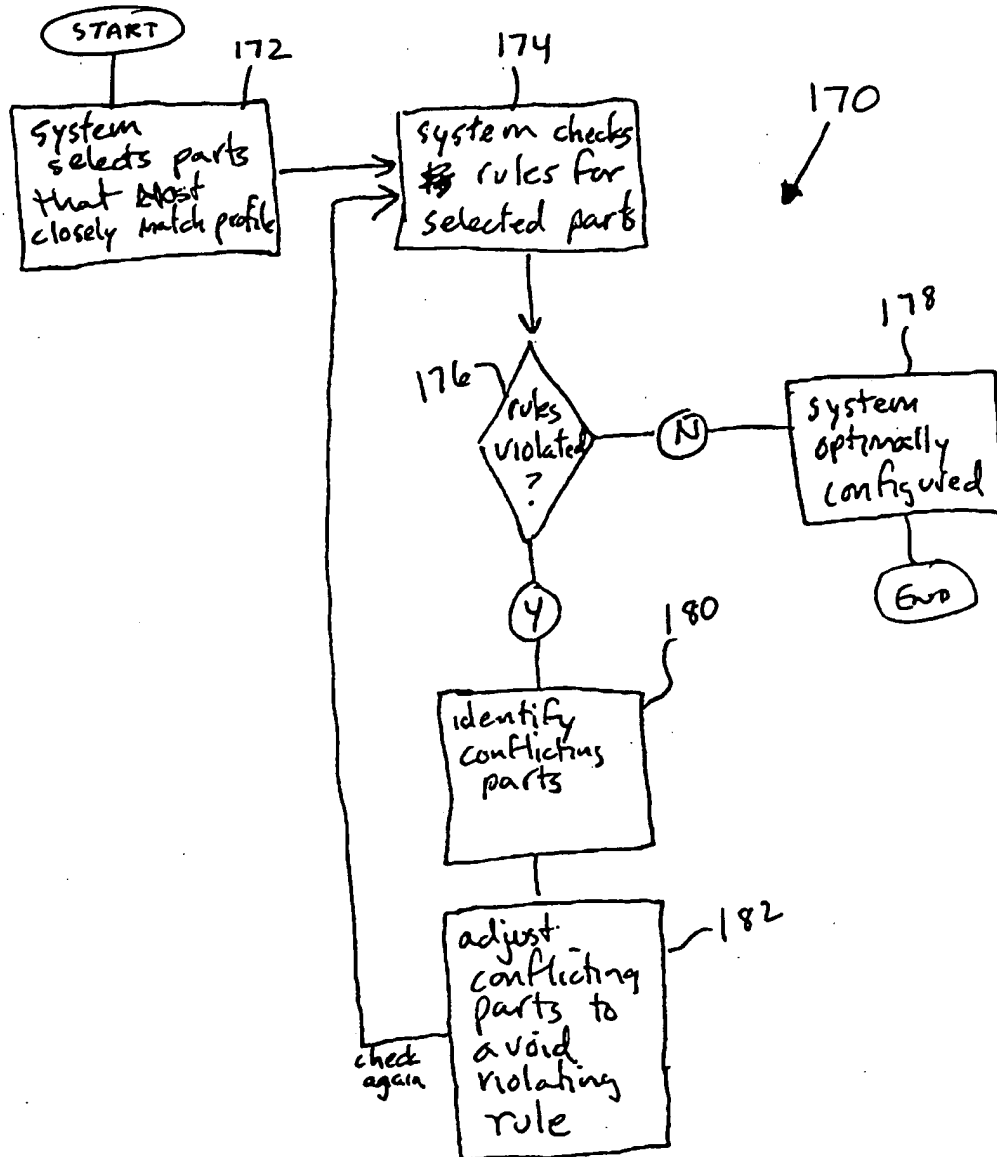 START
172
system
selects parts
that most
closely match profile
174
system checks
rules for
selected parts
170
176
rules
violated
?
N
178
system
optimally
configured
END
Y
180
identify
conflicting
parts
182
adjust
conflicting
parts to
avoid
violating
rule
check
again